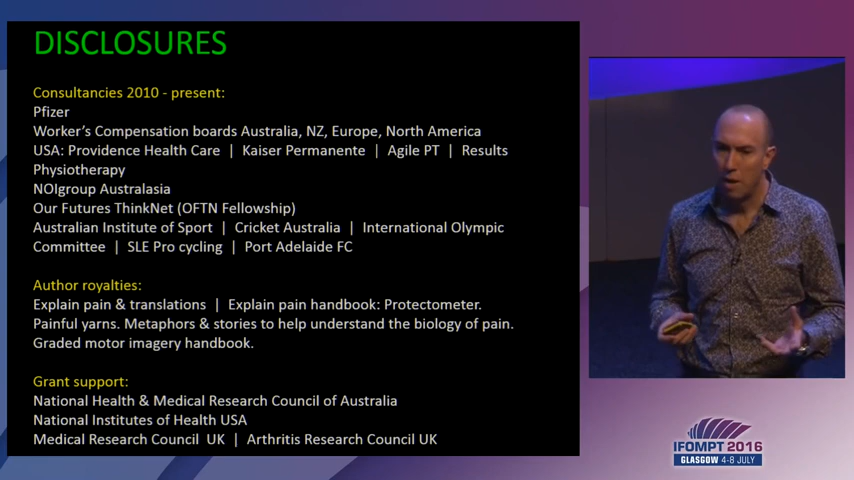 DISCLOSURES
Consultancies 2010 - present:
Pfizer
Worker's Compensation boards Australia, NZ, Europe, North America
USA: Providence Health Care | Kaiser Permanente | Agile PT | Results
Physiotherapy
NOIgroup Australasia
Our Futures ThinkNet (OFTN Fellowship)
Australian Institute of Sport | Cricket Australia | International Olympic
Committee | SLE Pro cycling | Port Adelaide FC
Author royalties:
Explain pain & translations | Explain pain handbook: Protectometer.
Painful yarns. Metaphors & stories to help understand the biology of pain.
Graded motor imagery handbook.
Grant support:
National Health & Medical Research Council of Australia
National Institutes of Health USA
Medical Research Council UK | Arthritis Research Council UK
IFOMPT 2016
GLASGOW 4-8 JULY